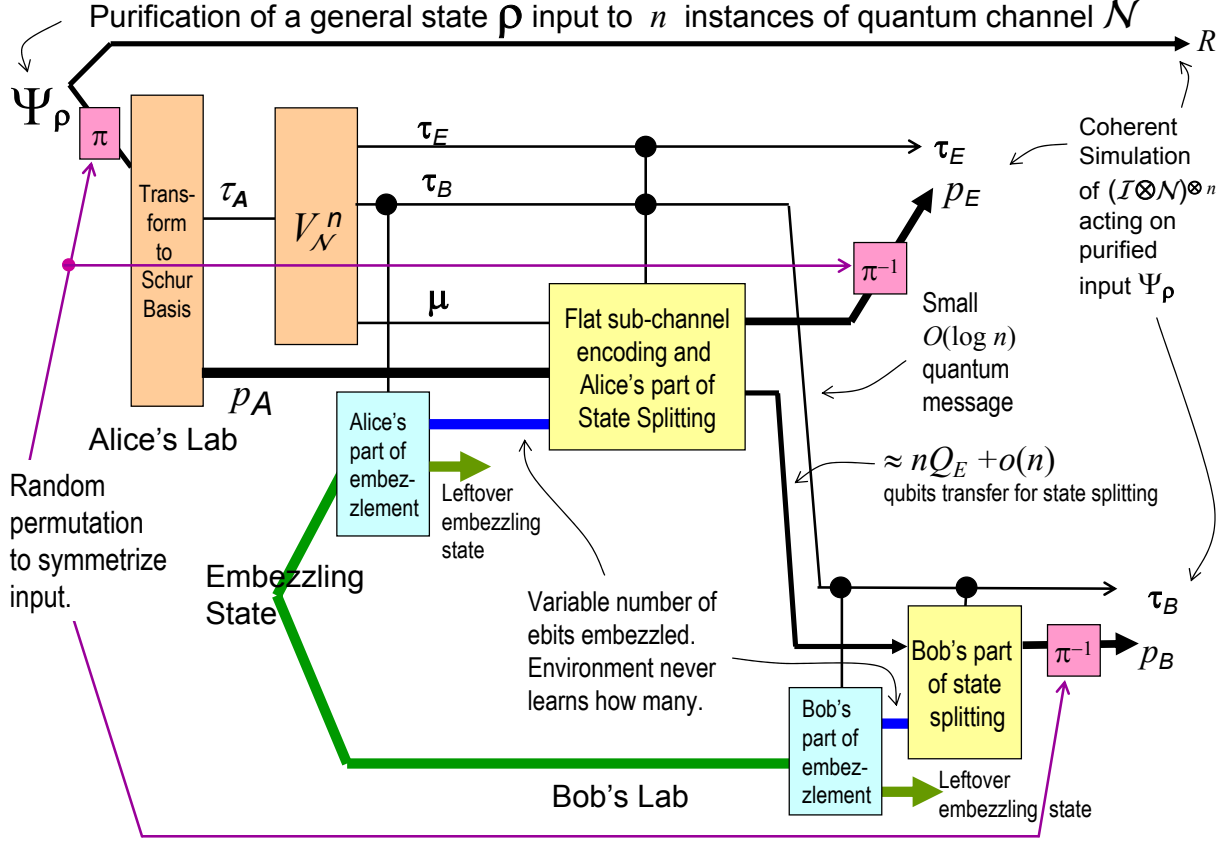 Purification of a general state ρ input to n instances of quantum channel 𝒩
R
Ψρ
π
Trans-
form
to
Schur
Basis
τA
V𝒩n
τE
τB
μ
pA
Alice's Lab
τE
pE
π−1
Coherent
Simulation
of (ℐ⊗𝒩)⊗ n
acting on
purified
input Ψρ
Flat sub-channel
encoding and
Alice's part of
State Splitting
Small
O(log n)
quantum
message
Alice's
part of
embez-
zlement
Leftover
embezzling
state
≈ nQE +o(n)
qubits transfer for state splitting
Random
permutation
to symmetrize
input.
Embezzling
State
Variable number of
ebits embezzled.
Environment never
learns how many.
τB
Bob's part
of state
splitting
π−1
pB
Bob's
part of
embez-
zlement
Leftover
embezzling state
Bob's Lab